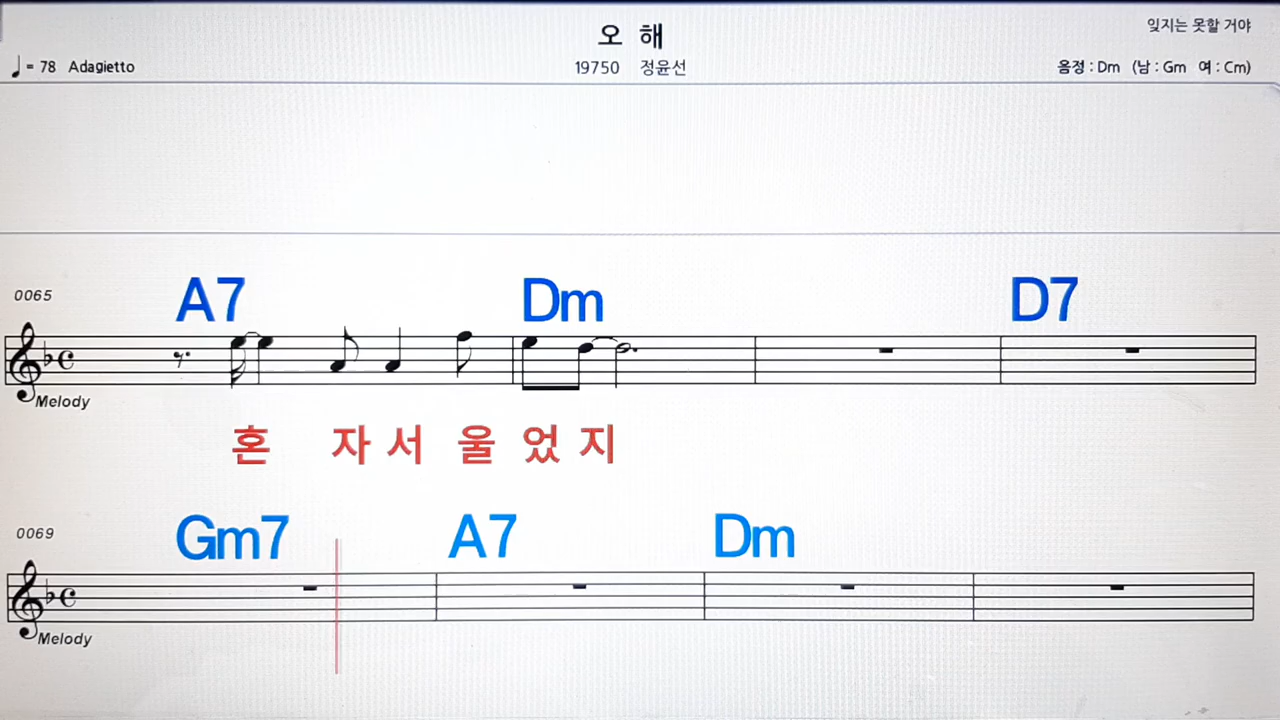 오 해
잊지는 못할 거야
♩ = 78 Adagietto
19750 정윤선
음정 : Dm (남 : Gm 여 : Cm)
0065
A7 Dm D7
Melody
혼 자 서 울 었 지
0069
Gm7 A7 Dm
Melody